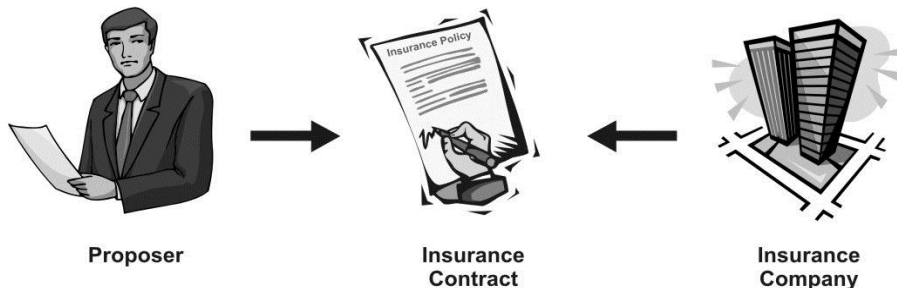 Insurance Policy
Proposer
Insurance
Contract
Insurance
Company